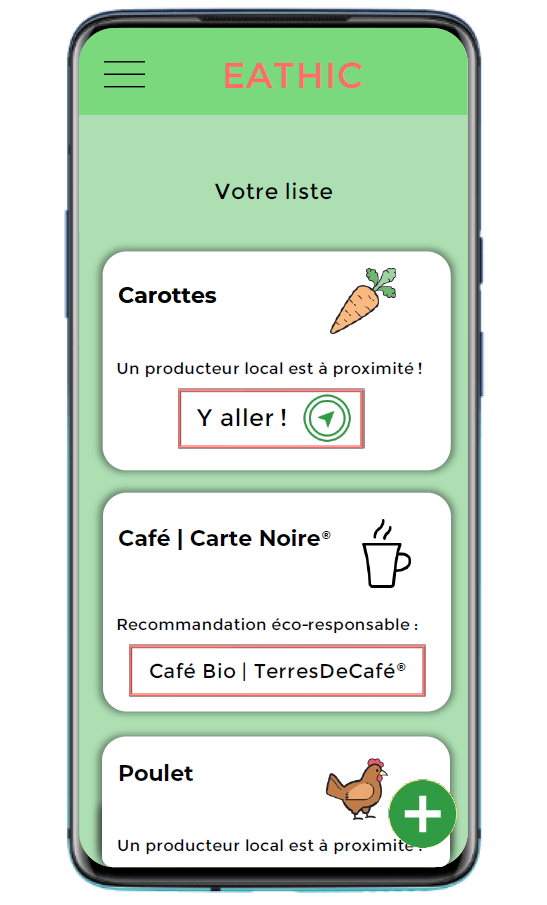 EATHIC
Votre liste
Carottes
Un producteur local est à proximité !
Y aller !
Café | Carte Noire®
Recommandation éco-responsable :
Café Bio | TerresDeCafé®
Poulet
Un producteur local est à proximité !